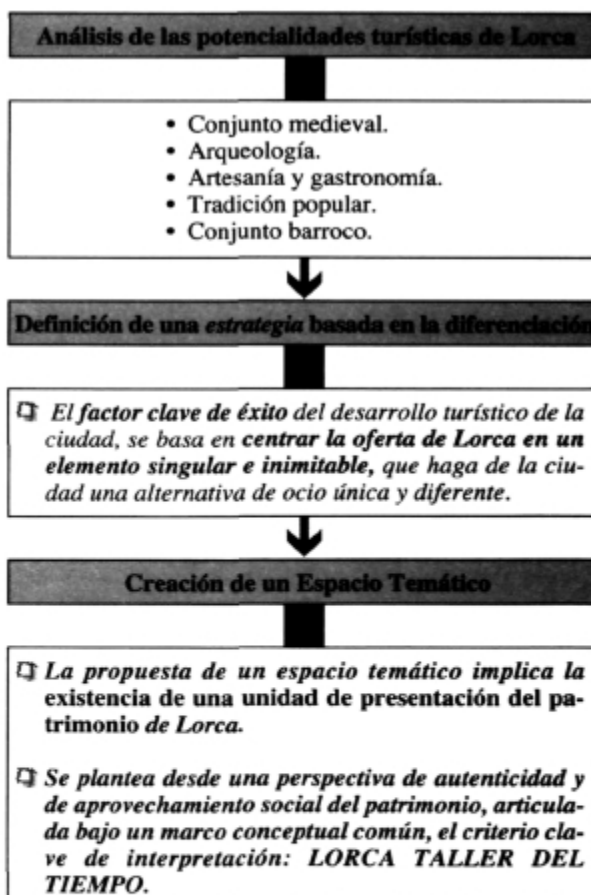 Análisis de las potencialidades turísticas de Lorca
• Conjunto medieval.
• Arqueología.
• Artesanía y gastronomía.
• Tradición popular.
• Conjunto barroco.
Definición de una estrategia basada en la diferenciación
El factor clave de éxito del desarrollo turístico de la
ciudad, se basa en centrar la oferta de Lorca en un
elemento singular e inimitable, que haga de la ciu-
dad una alternativa de ocio única y diferente.
Creación de un Espacio Temático
La propuesta de un espacio temático implica la
existencia de una unidad de presentación del pa-
trimonio de Lorca.
Se plantea desde una perspectiva de autenticidad y
de aprovechamiento social del patrimonio, articula-
da bajo un marco conceptual común, el criterio cla-
ve de interpretación: LORCA TALLER DEL
TIEMPO.